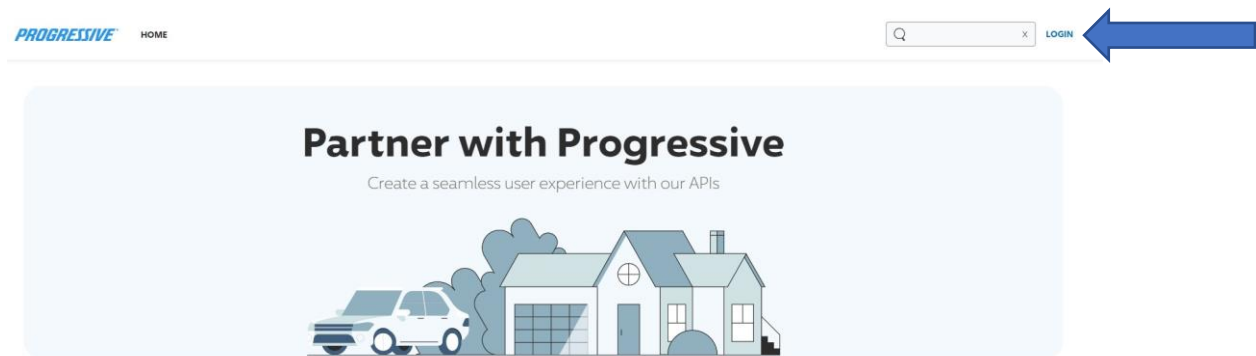 PROGRESSIVE HOME x LOGIN
Partner with Progressive
Create a seamless user experience with our APIs